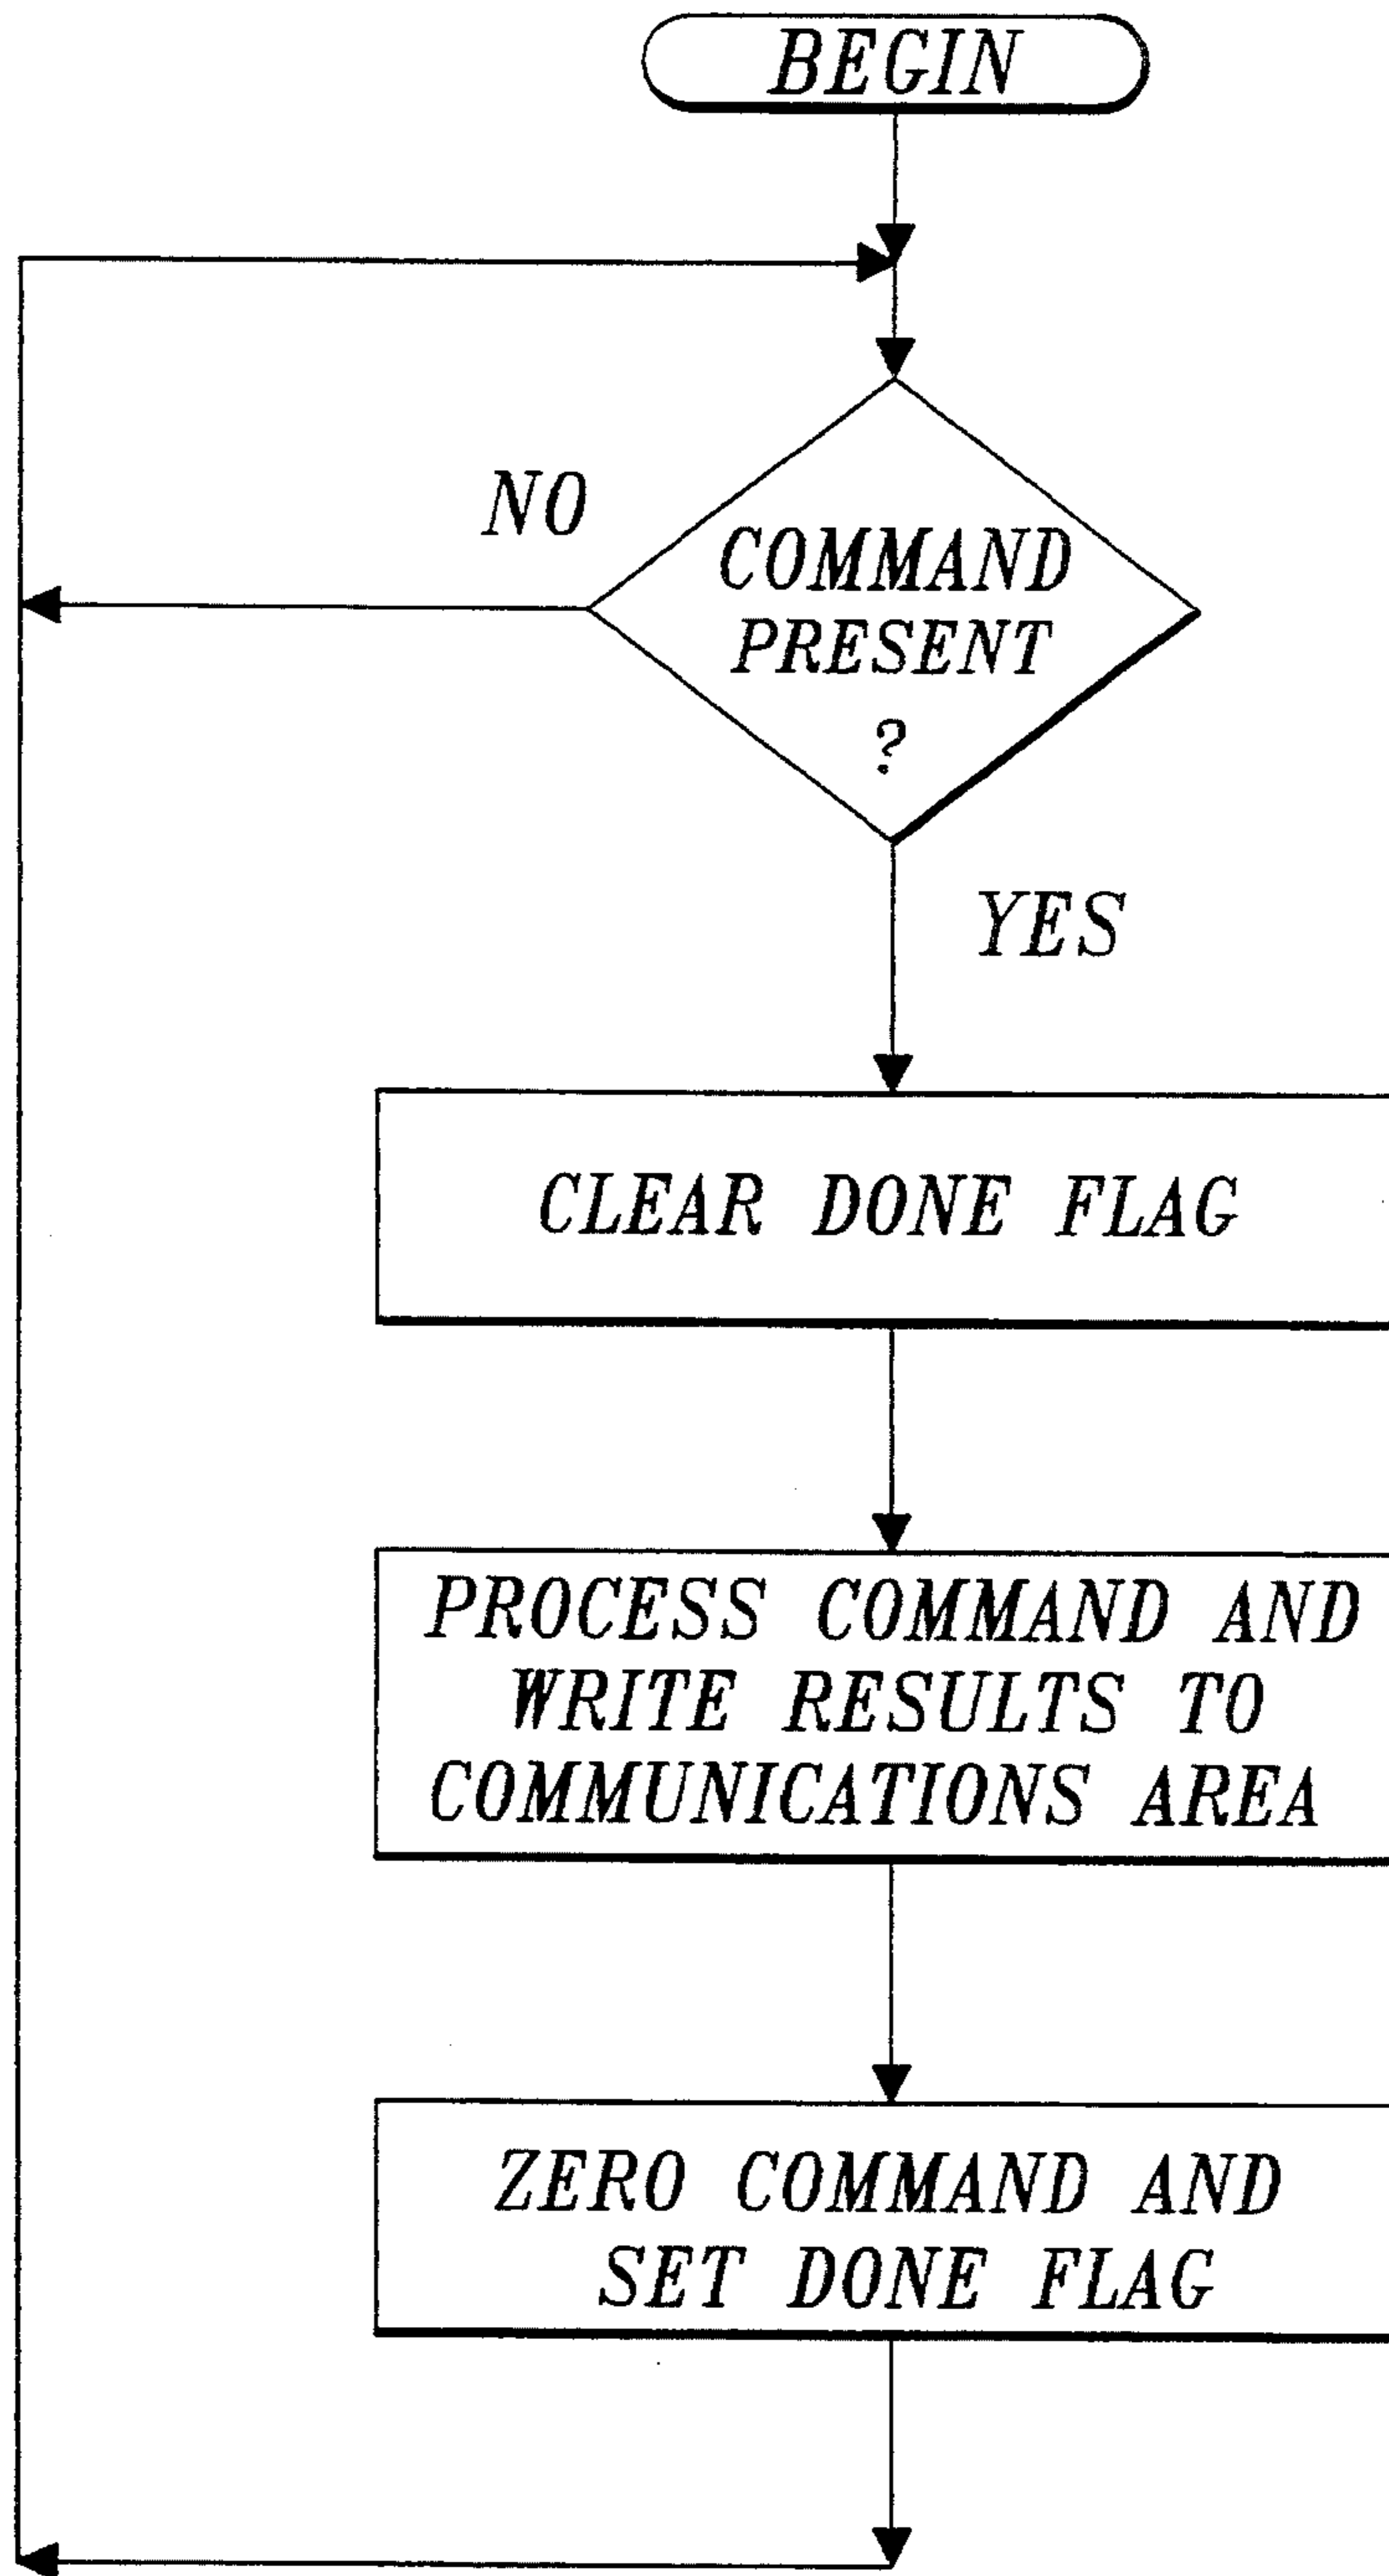 BEGIN
NO
COMMAND
PRESENT
?
YES
CLEAR DONE FLAG
PROCESS COMMAND AND
WRITE RESULTS TO
COMMUNICATIONS AREA
ZERO COMMAND AND
SET DONE FLAG